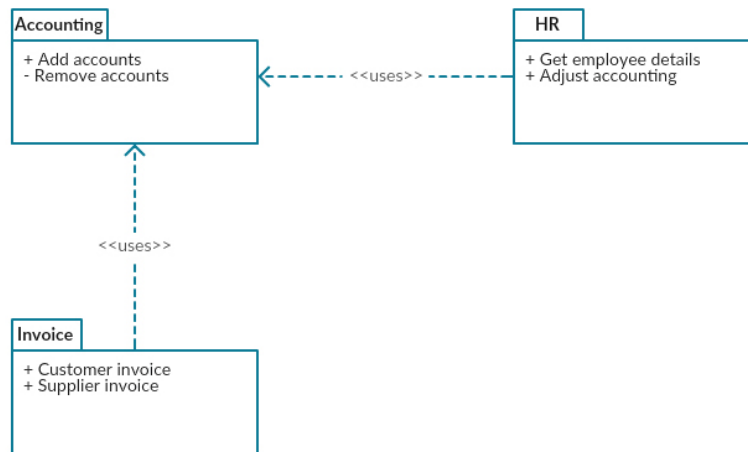 Accounting
+ Add accounts
- Remove accounts
<<uses>>
HR
+ Get employee details
+ Adjust accounting
<<uses>>
Invoice
+ Customer invoice
+ Supplier invoice